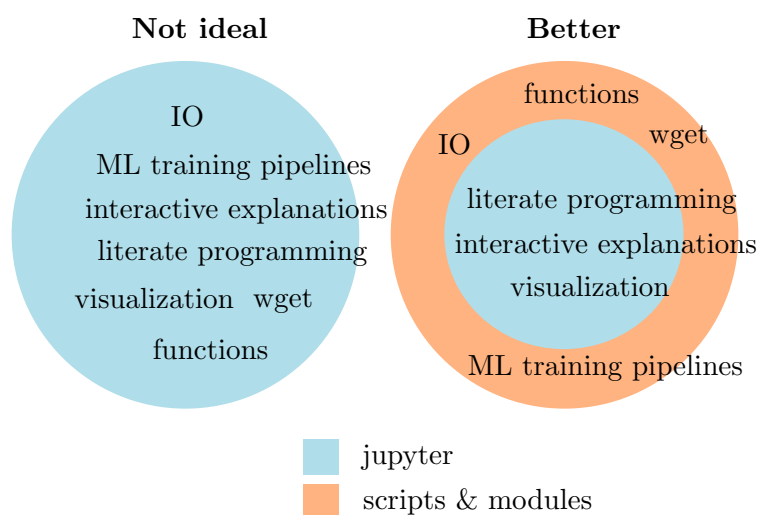 Not ideal
IO
ML training pipelines
interactive explanations
literate programming
visualization wget
functions
Better
functions
wget
IO
literate programming
interactive explanations
visualization
ML training pipelines
jupyter
scripts & modules